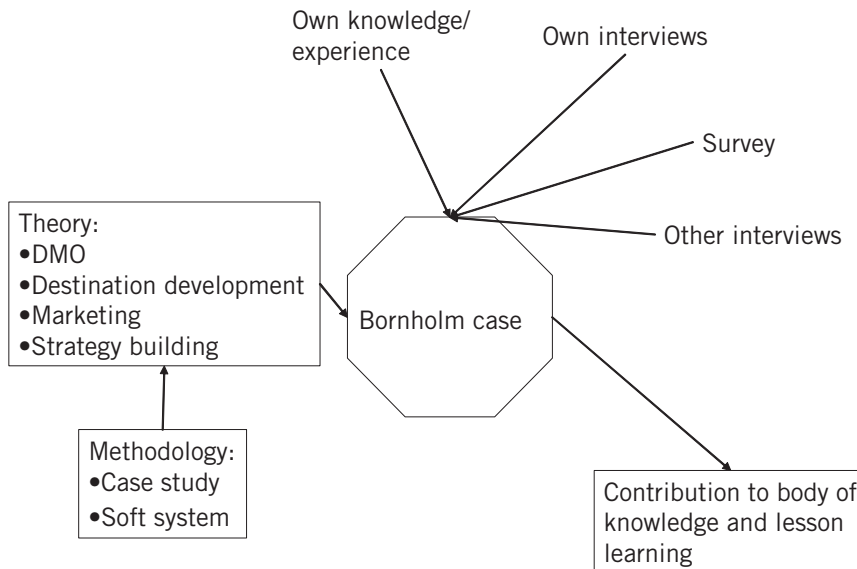 Own knowledge/
experience
Own interviews
Survey
Other interviews
Theory:
•DMO
•Destination development
•Marketing
•Strategy building
Bornholm case
Methodology:
•Case study
•Soft system
Contribution to body of
knowledge and lesson
learning